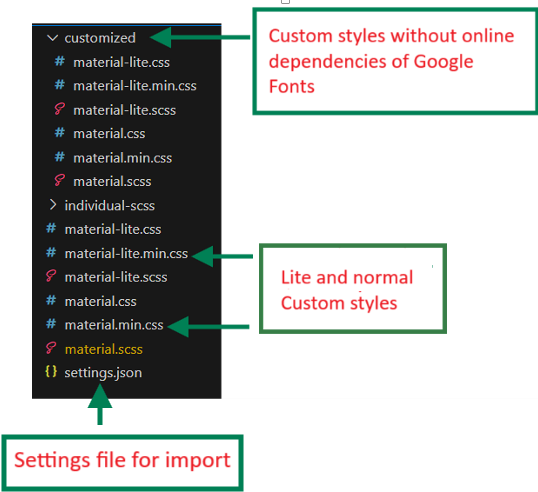 customized
material-lite.css
material-lite.min.css
material-lite.scss
material.css
material.min.css
material.scss
individual-scss
material-lite.css
material-lite.min.css
material-lite.scss
material.css
material.min.css
material.scss
{} settings.json
Custom styles without online
dependencies of Google
Fonts
Lite and normal
Custom styles
Settings file for import